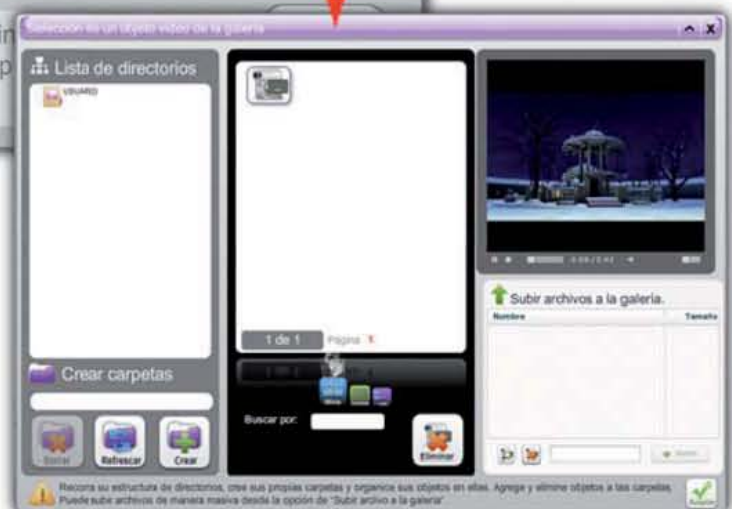 Selección de un objeto video de la galería
X
Lista de directorios
USUARIO
1 de 1
Página 1
Crear carpetas
Buscar por:
Borrar
Refrescar
Crear
Eliminar
Subir archivos a la galería.
Nombre
Tamaño
Recorra su estructura de directorios, cree sus propias carpetas y organice sus objetos en ellas. Agrege y elimine objetos a las carpetas.
Puede subir archivos de manera masiva desde la opción de "Subir archivo a la galería"